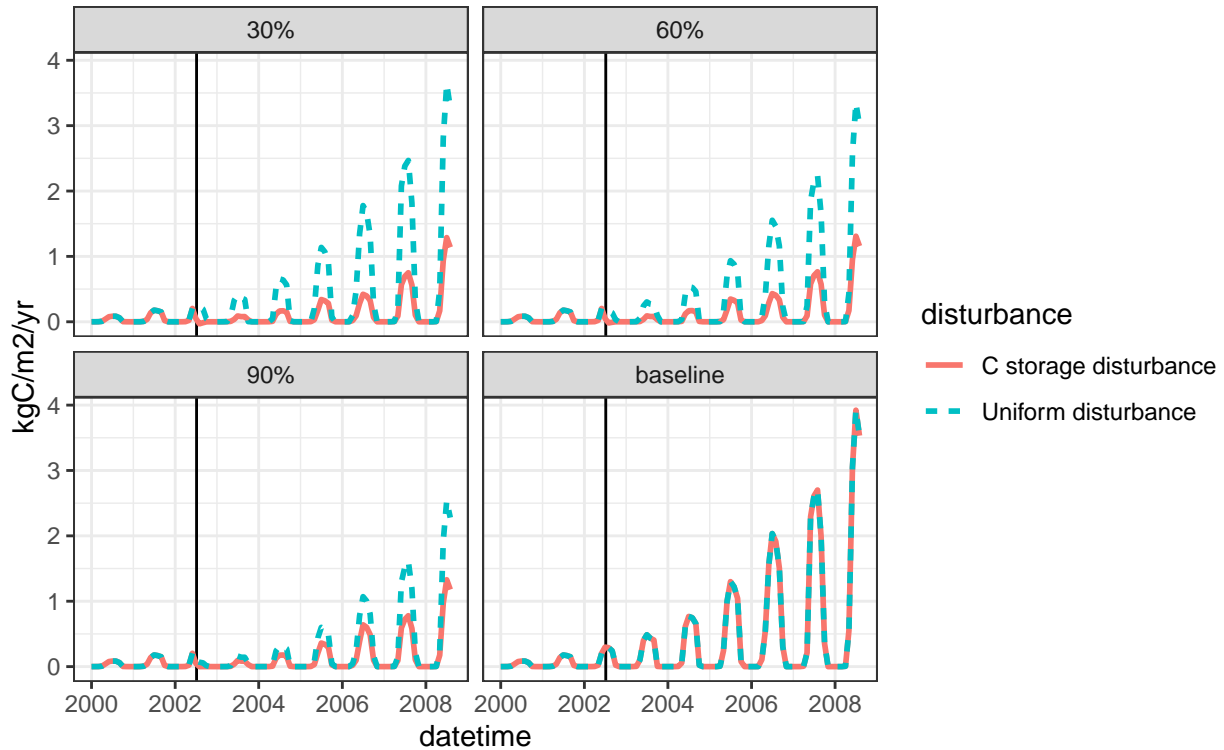 30%
60%
4
3
2
1
0
90%
baseline
4
3
2
1
0
2000 2002 2004 2006 2008 2000 2002 2004 2006 2008
datetime
kgC/m2/yr
disturbance
C storage disturbance
Uniform disturbance